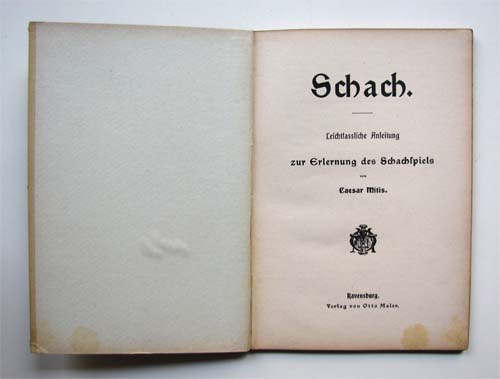 Schach.
Leichtfassliche Anleitung
zur Erlernung des Schachſpiels
von
Caesar Mitis.
Ravensburg.
Verlag von Otto Maier.